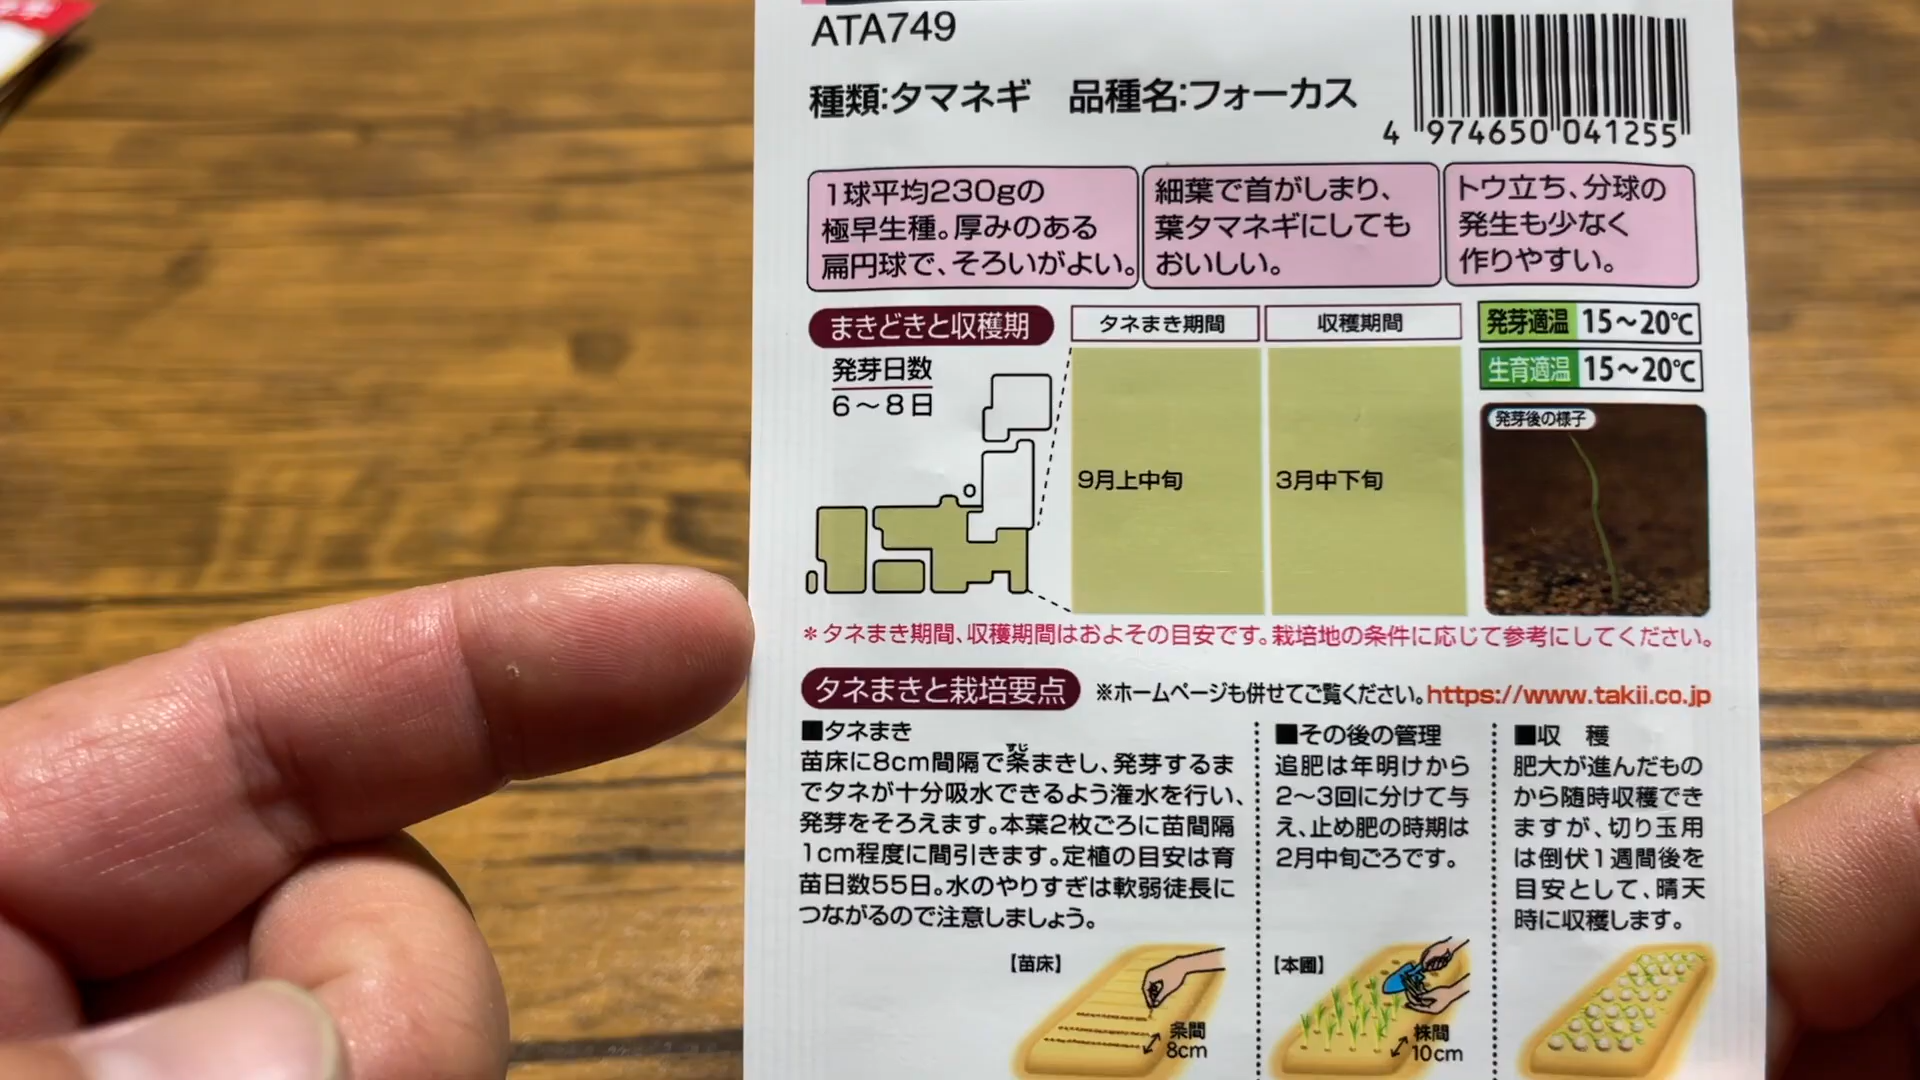 ATA749
種類:タマネギ　品種名:フォーカス
4 974650 041255
1球平均230gの
極早生種。厚みのある
扁円球で、そろいがよい。
細葉で首がしまり、
葉タマネギにしても
おいしい。
トウ立ち、分球の
発生も少なく
作りやすい。
まきどきと収穫期
発芽日数
6〜8日
タネまき期間
収穫期間
9月上中旬
3月中下旬
発芽適温 15〜20℃
生育適温 15〜20℃
発芽後の様子
＊タネまき期間、収穫期間はおよその目安です。栽培地の条件に応じて参考にしてください。
タネまきと栽培要点 ※ホームページも併せてご覧ください。https://www.takii.co.jp
■タネまき
すじ
苗床に8cm間隔で条まきし、発芽するま
でタネが十分吸水できるよう潅水を行い、
発芽をそろえます。本葉2枚ごろに苗間隔
1cm程度に間引きます。定植の目安は育
苗日数55日。水のやりすぎは軟弱徒長に
つながるので注意しましょう。
【苗床】
条間
8cm
■その後の管理
追肥は年明けから
2〜3回に分けて与
え、止め肥の時期は
2月中旬ごろです。
【本圃】
株間
10cm
■収　穫
肥大が進んだもの
から随時収穫でき
ますが、切り玉用
は倒伏1週間後を
目安として、晴天
時に収穫します。